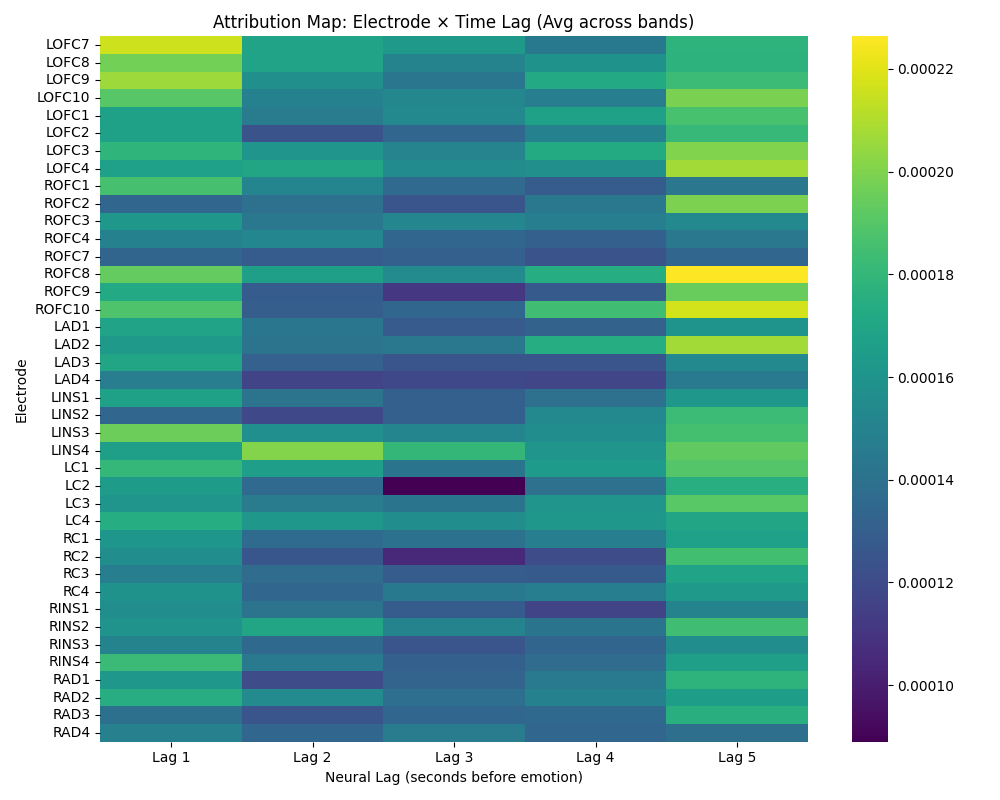 Attribution Map: Electrode × Time Lag (Avg across bands)
LOFC7
LOFC8
LOFC9
LOFC10
LOFC1
LOFC2
LOFC3
LOFC4
ROFC1
ROFC2
ROFC3
ROFC4
ROFC7
ROFC8
ROFC9
ROFC10
LAD1
LAD2
LAD3
LAD4
LINS1
LINS2
LINS3
LINS4
LC1
LC2
LC3
LC4
RC1
RC2
RC3
RC4
RINS1
RINS2
RINS3
RINS4
RAD1
RAD2
RAD3
RAD4
Electrode
Lag 1 Lag 2 Lag 3 Lag 4 Lag 5
Neural Lag (seconds before emotion)
0.00022
0.00020
0.00018
0.00016
0.00014
0.00012
0.00010